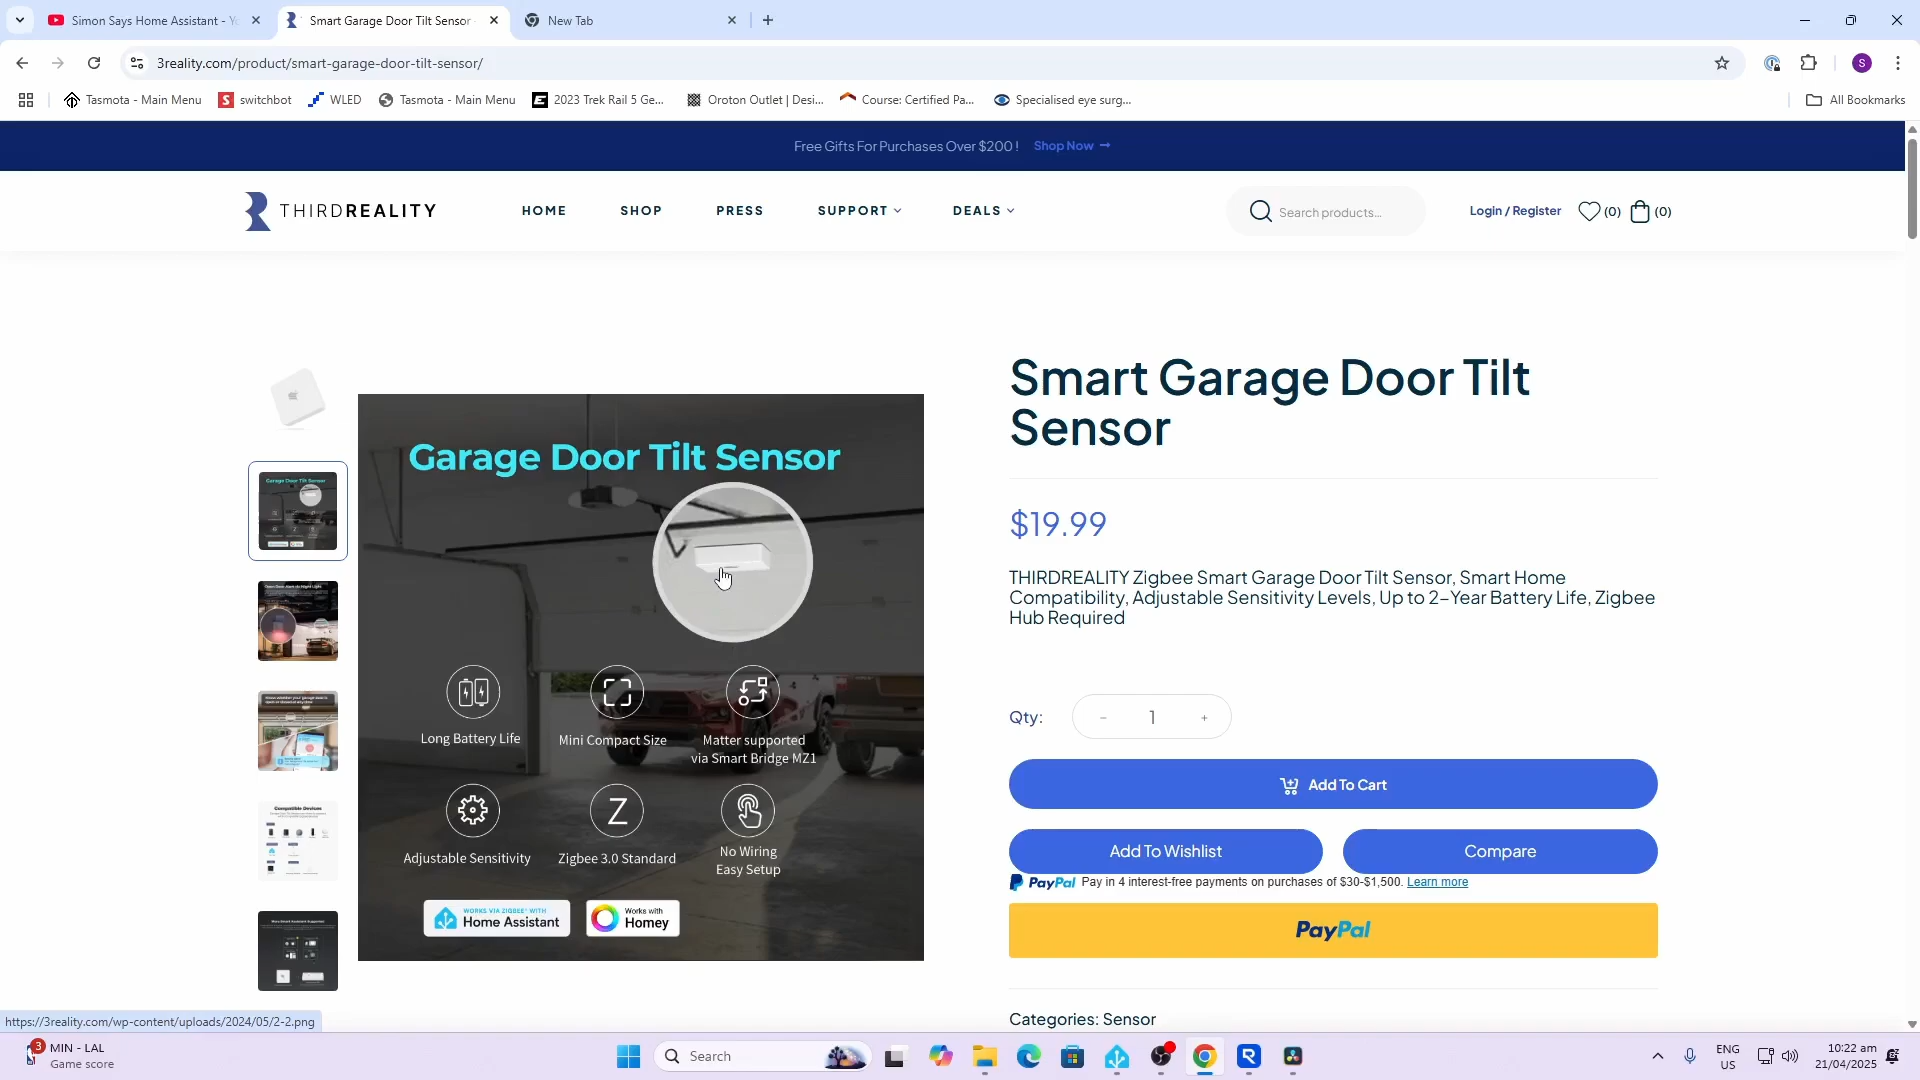 Simon Says Home Assistant - Yo
Smart Garage Door Tilt Sensor
New Tab
3reality.com/product/smart-garage-door-tilt-sensor/
S
Tasmota - Main Menu
switchbot
WLED
Tasmota - Main Menu
2023 Trek Rail 5 Ge...
Oroton Outlet | Desi...
Course: Certified Pa...
Specialised eye surg...
All Bookmarks
Free Gifts For Purchases Over $200 ! Shop Now →
THIRDREALITY
HOME
SHOP
PRESS
SUPPORT
DEALS
Search products...
Login / Register
(0)
(0)
Garage Door Tilt Sensor
Long Battery Life
Mini Compact Size
Matter supported
via Smart Bridge MZ1
Adjustable Sensitivity
Z
Zigbee 3.0 Standard
No Wiring
Easy Setup
WORKS VIA ZIGBEE* WITH
Home Assistant
Works with
Homey
Smart Garage Door Tilt
Sensor
$19.99
THIRDREALITY Zigbee Smart Garage Door Tilt Sensor, Smart Home
Compatibility, Adjustable Sensitivity Levels, Up to 2-Year Battery Life, Zigbee
Hub Required
Qty:
- 1 +
Add To Cart
Add To Wishlist
Compare
PayPal Pay in 4 interest-free payments on purchases of $30-$1,500. Learn more
PayPal
Categories: Sensor
https://3reality.com/wp-content/uploads/2024/05/2-2.png
3
MIN - LAL
Game score
Search
ENG
US
10:22 am
21/04/2025